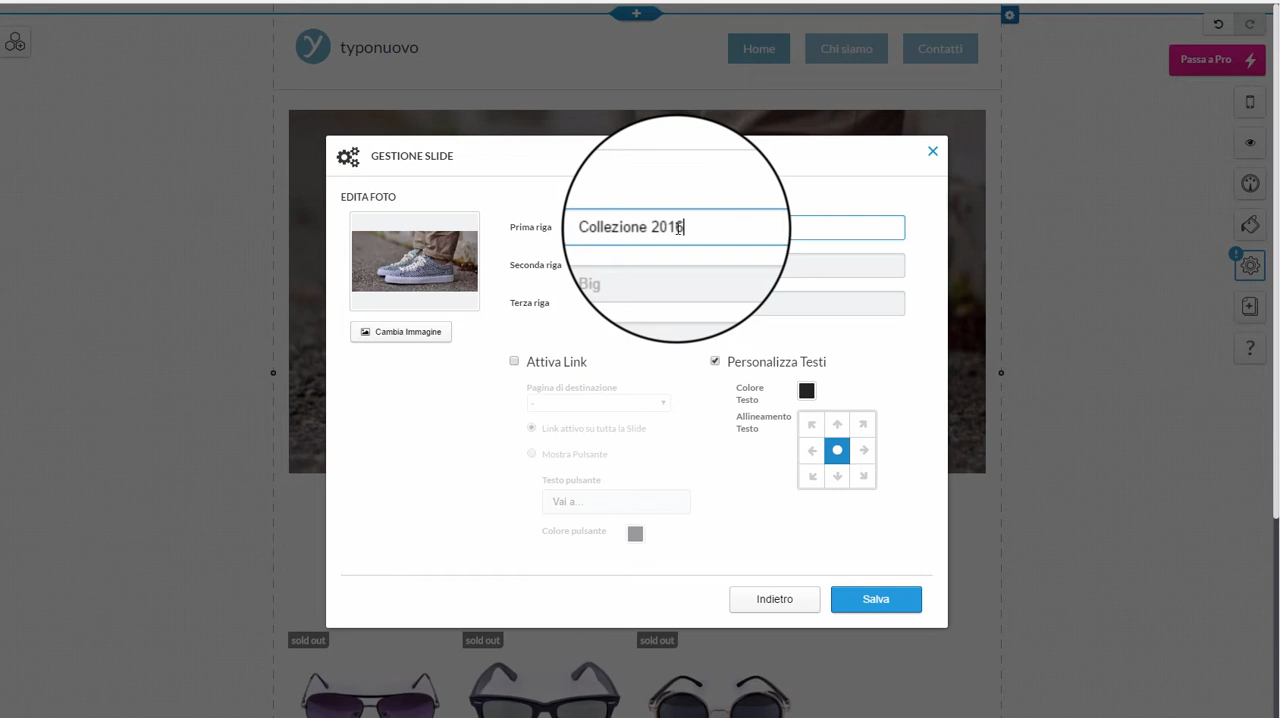 typonuovo
Home
Chi siamo
Contatti
Passa a Pro
GESTIONE SLIDE
EDITA FOTO
Prima riga
Collezione 2016
Seconda riga
Big
Terza riga
Cambia Immagine
Attiva Link
Personalizza Testi
Pagina di destinazione
-
Colore
Testo
Allineamento
Testo
Link attivo su tutta la Slide
Mostra Pulsante
Testo pulsante
Vai a...
Colore pulsante
Indietro
Salva
sold out
sold out
sold out